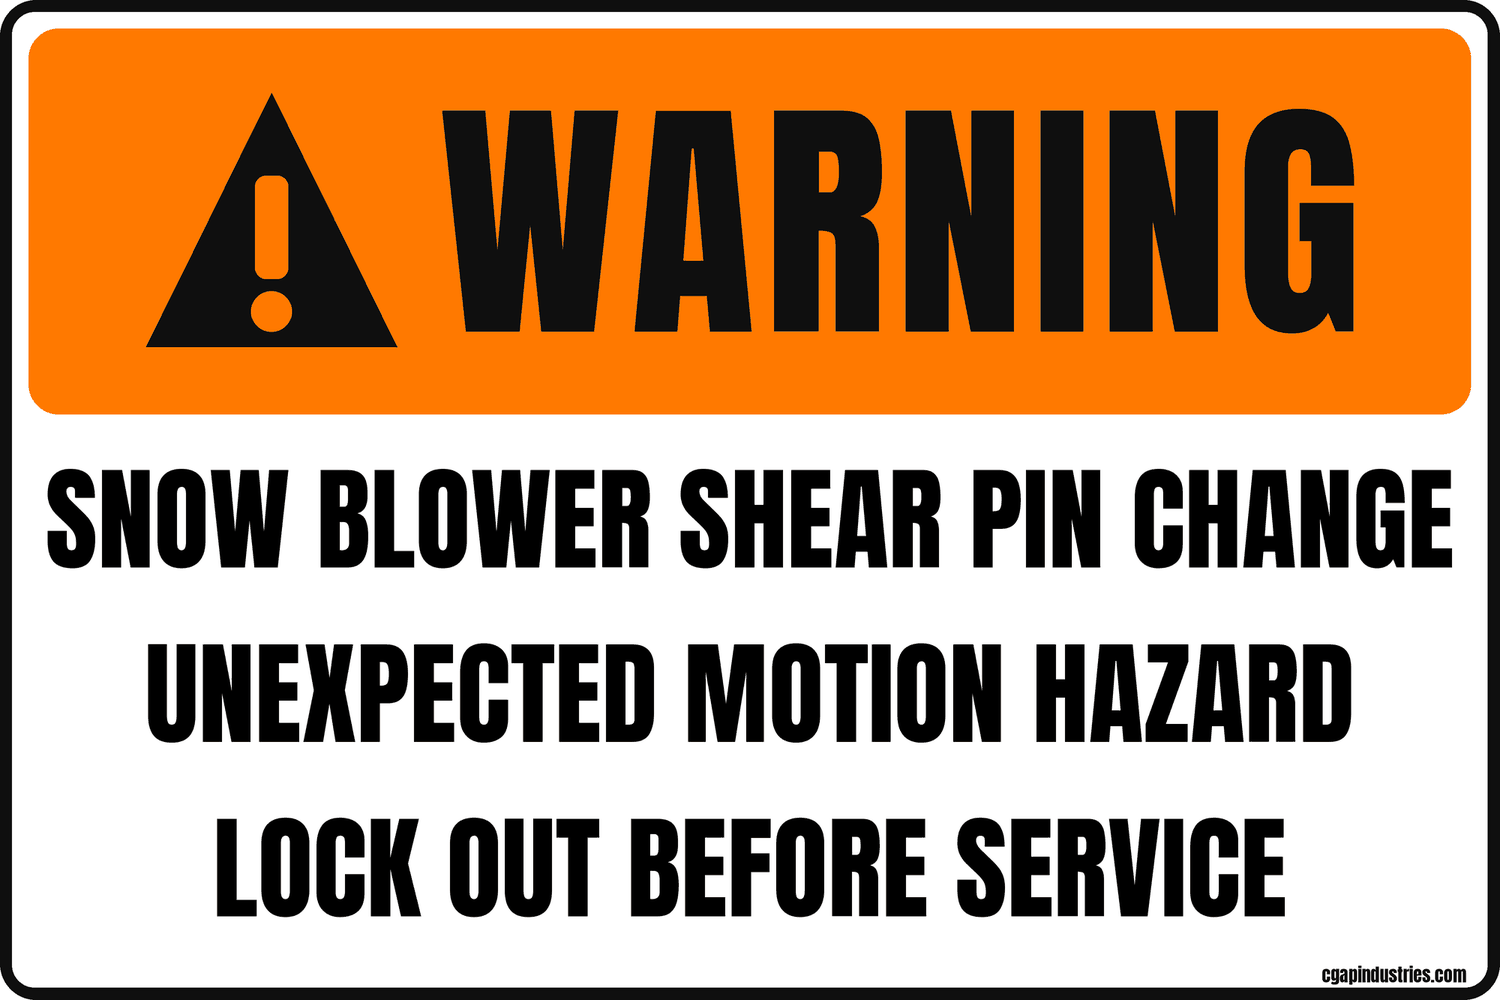 WARNING
SNOW BLOWER SHEAR PIN CHANGE
UNEXPECTED MOTION HAZARD
LOCK OUT BEFORE SERVICE
cgapindustries.com